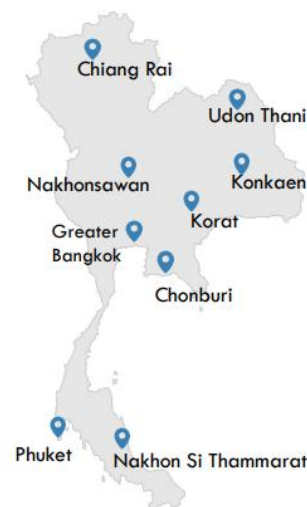 Chiang Rai
Udon Thani
Nakhonsawan
Konkaen
Korat
Greater
Bangkok
Chonburi
Phuket
Nakhon Si Thammarat